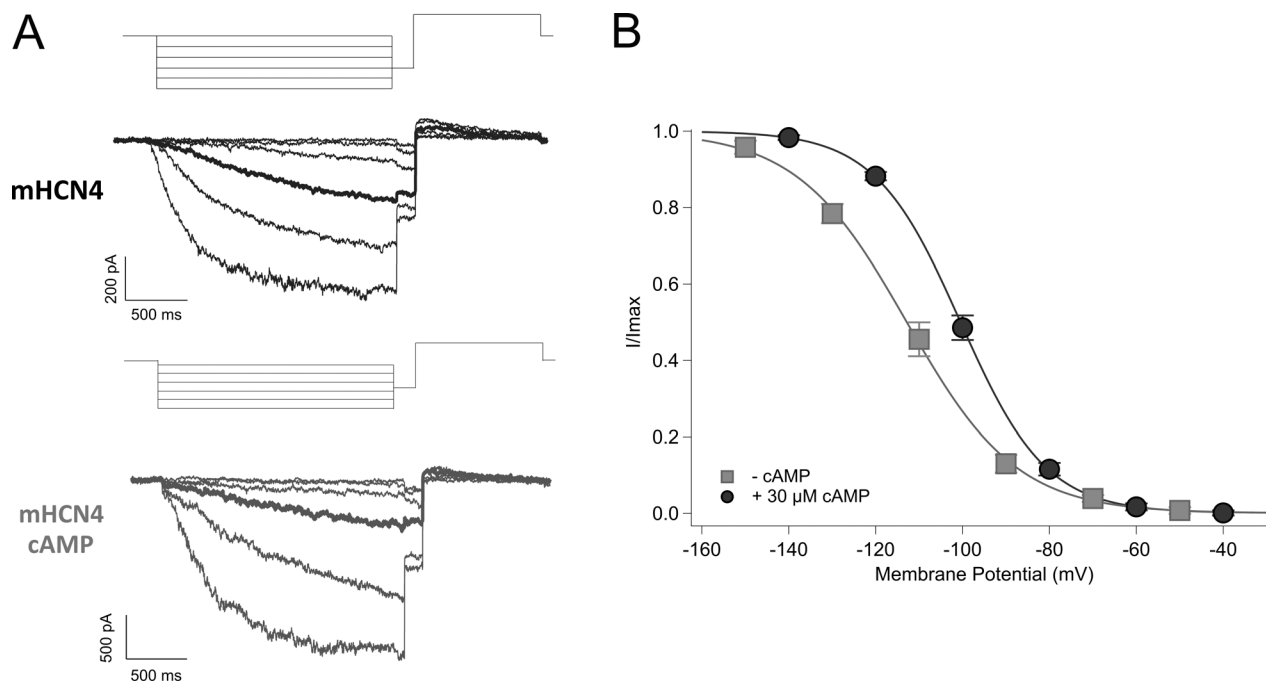 A
mHCN4
200 pA
500 ms
mHCN4
cAMP
500 pA
500 ms
B
1.0
0.8
0.6
0.4
0.2
0.0
I/Imax
- cAMP
+ 30 µM cAMP
-160 -140 -120 -100 -80 -60 -40
Membrane Potential (mV)